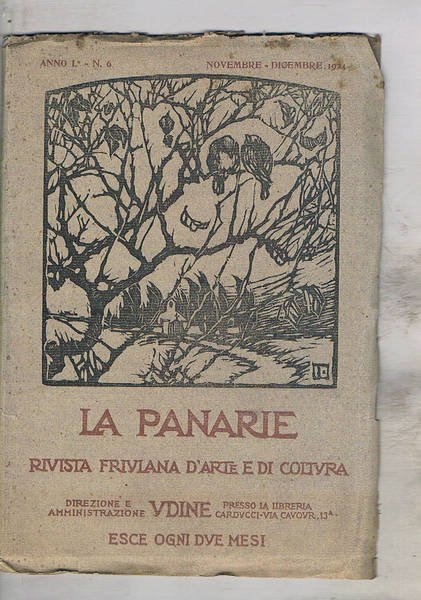 ANNO I.º - N. 6 NOVEMBRE - DICEMBRE 1924
LA PANARIE
RIVISTA FRIVLANA D'ARTE E DI COLTVRA
DIREZIONE E AMMINISTRAZIONE VDINE PRESSO LA LIBRERIA CARDVCCI - VIA CAVOVR, 13A.
ESCE OGNI DVE MESI